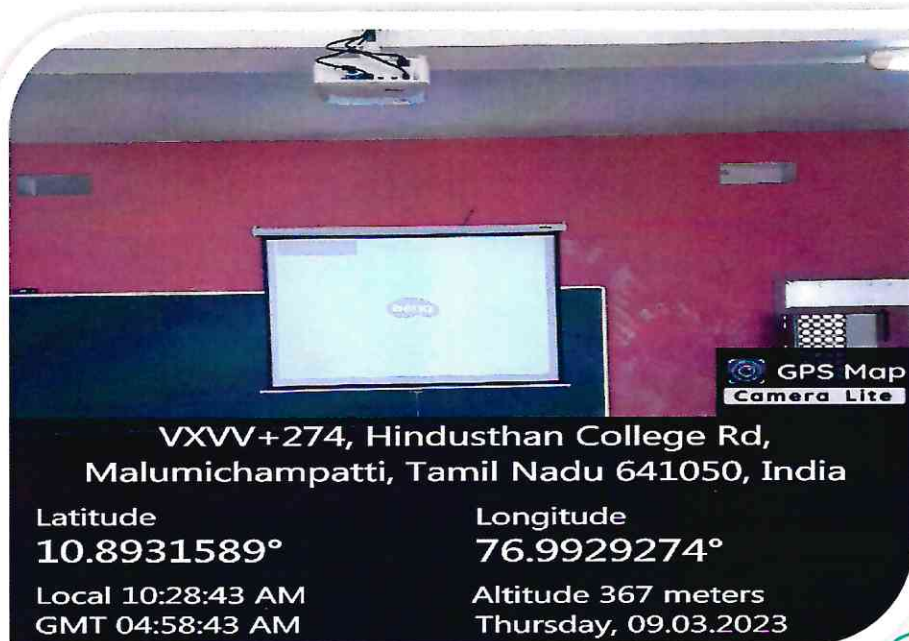 BenQ
GPS Map
Camera Lite
VXVV+274, Hindusthan College Rd,
Malumichampatti, Tamil Nadu 641050, India
Latitude
10.8931589°
Longitude
76.9929274°
Local 10:28:43 AM
GMT 04:58:43 AM
Altitude 367 meters
Thursday, 09.03.2023